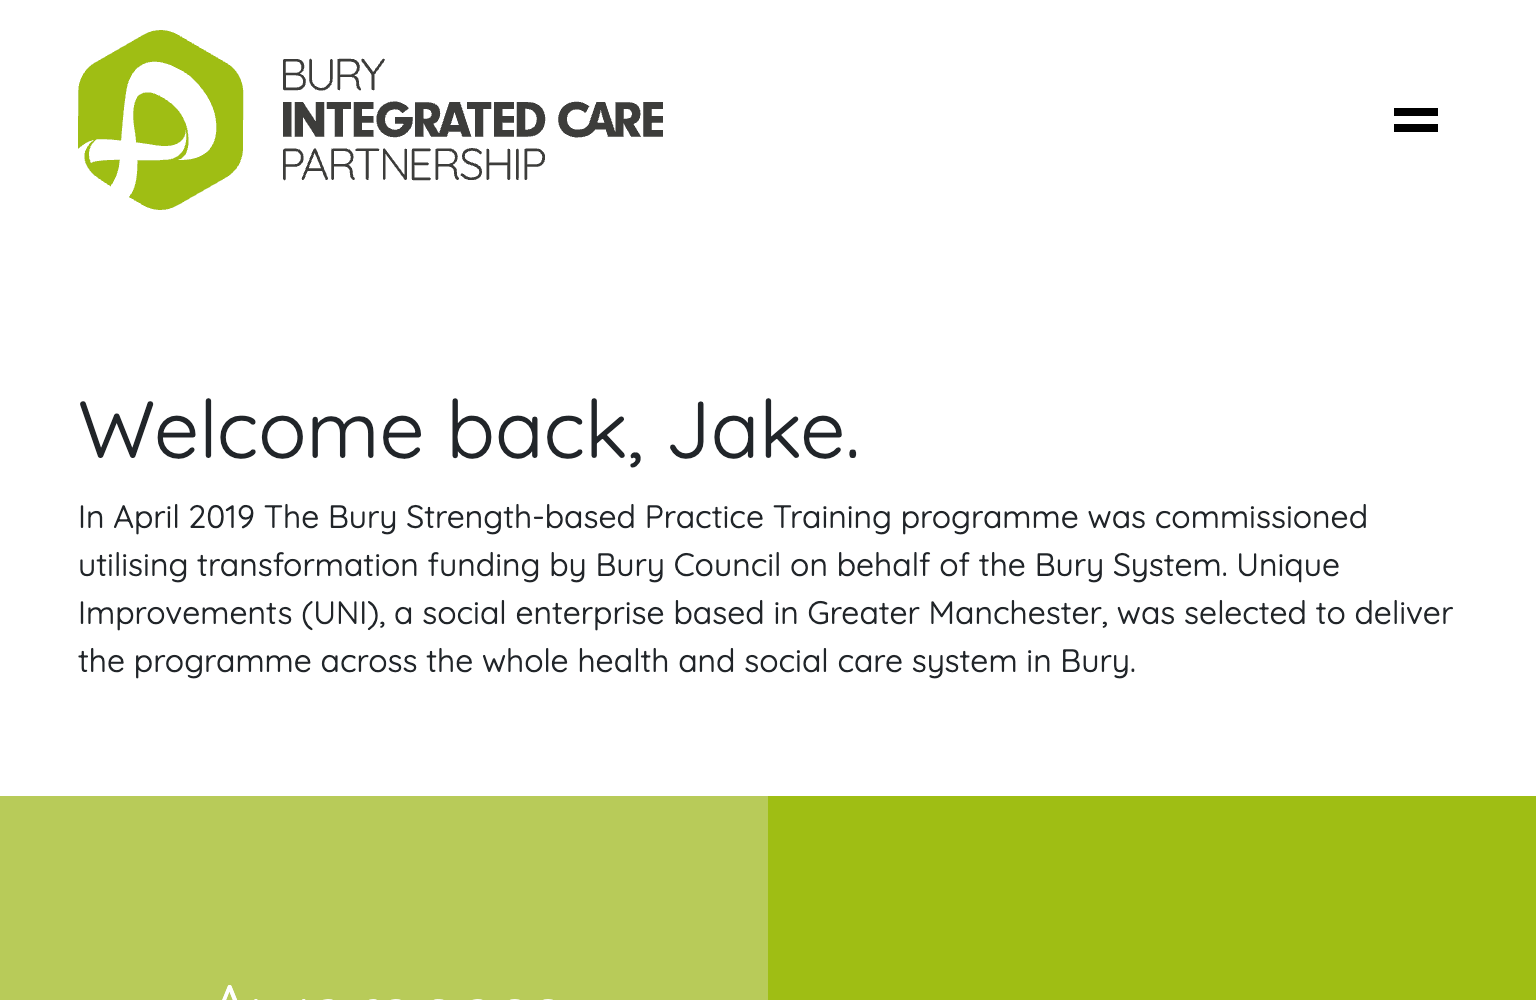 BURY
INTEGRATED CARE
PARTNERSHIP
Welcome back, Jake.
In April 2019 The Bury Strength-based Practice Training programme was commissioned
utilising transformation funding by Bury Council on behalf of the Bury System. Unique
Improvements (UNI), a social enterprise based in Greater Manchester, was selected to deliver
the programme across the whole health and social care system in Bury.